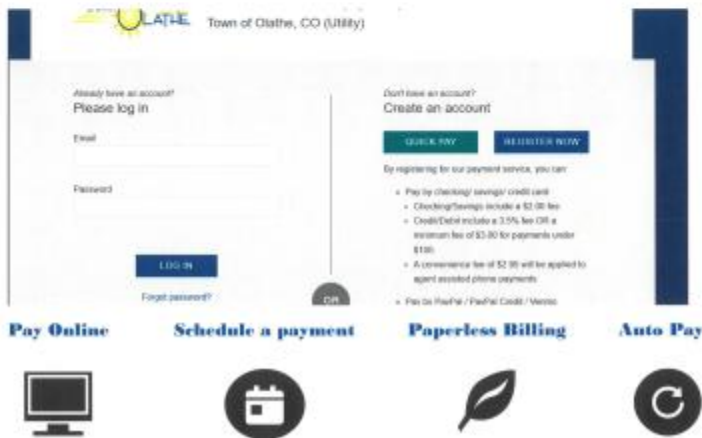 OLATHE
Town of Olathe, CO (Utility)
Already have an account?
Please log in
Email
Password
LOG IN
Forgot password?
OR
Don't have an account?
Create an account
QUICK PAY
REGISTER NOW
By registering for our payment service, you can:
Pay by checking/ savings/ credit card
Checking/Savings include a $2.00 fee
Credit/Debit include a 3.5% fee OR a
minimum fee of $3.00 for payments under
$100
A convenience fee of $2.95 will be applied to
agent assisted phone payments
Pay by PayPal / PayPal Credit / Venmo
Pay Online
Schedule a payment
Paperless Billing
Auto Pay